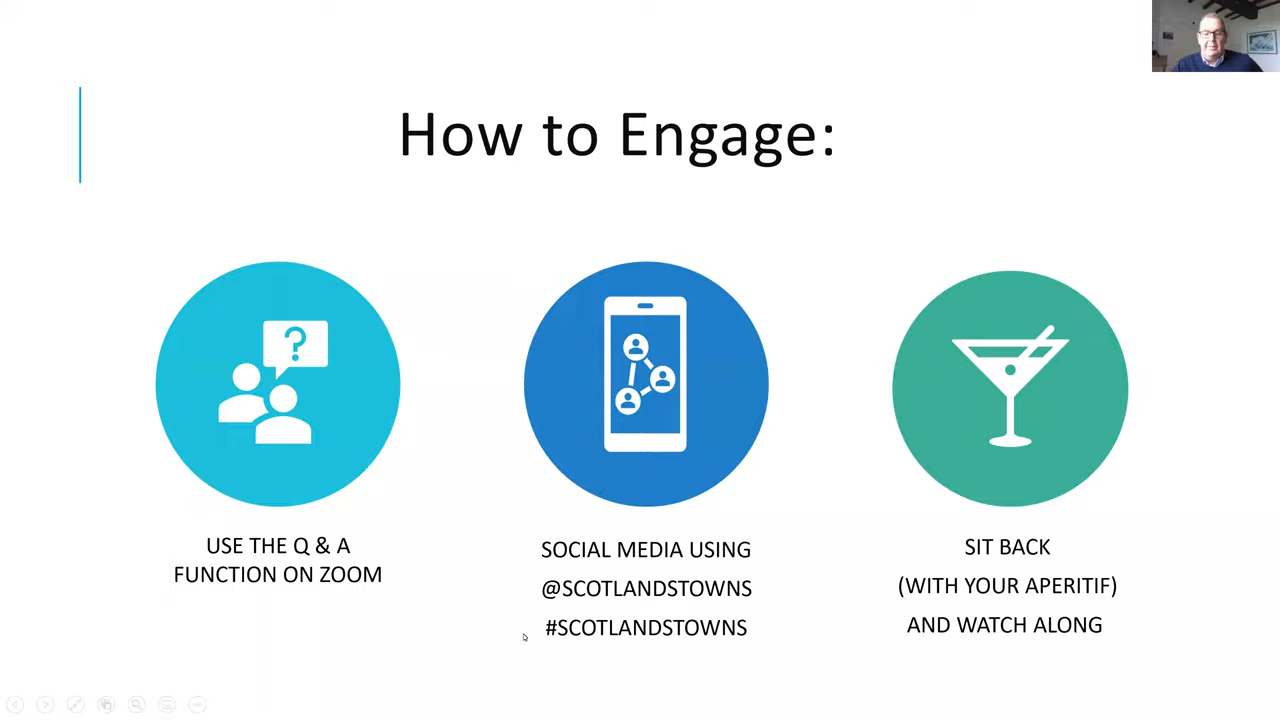 How to Engage:
?
USE THE Q & A
FUNCTION ON ZOOM
SOCIAL MEDIA USING
@SCOTLANDSTOWNS
#SCOTLANDSTOWNS
SIT BACK
(WITH YOUR APERITIF)
AND WATCH ALONG